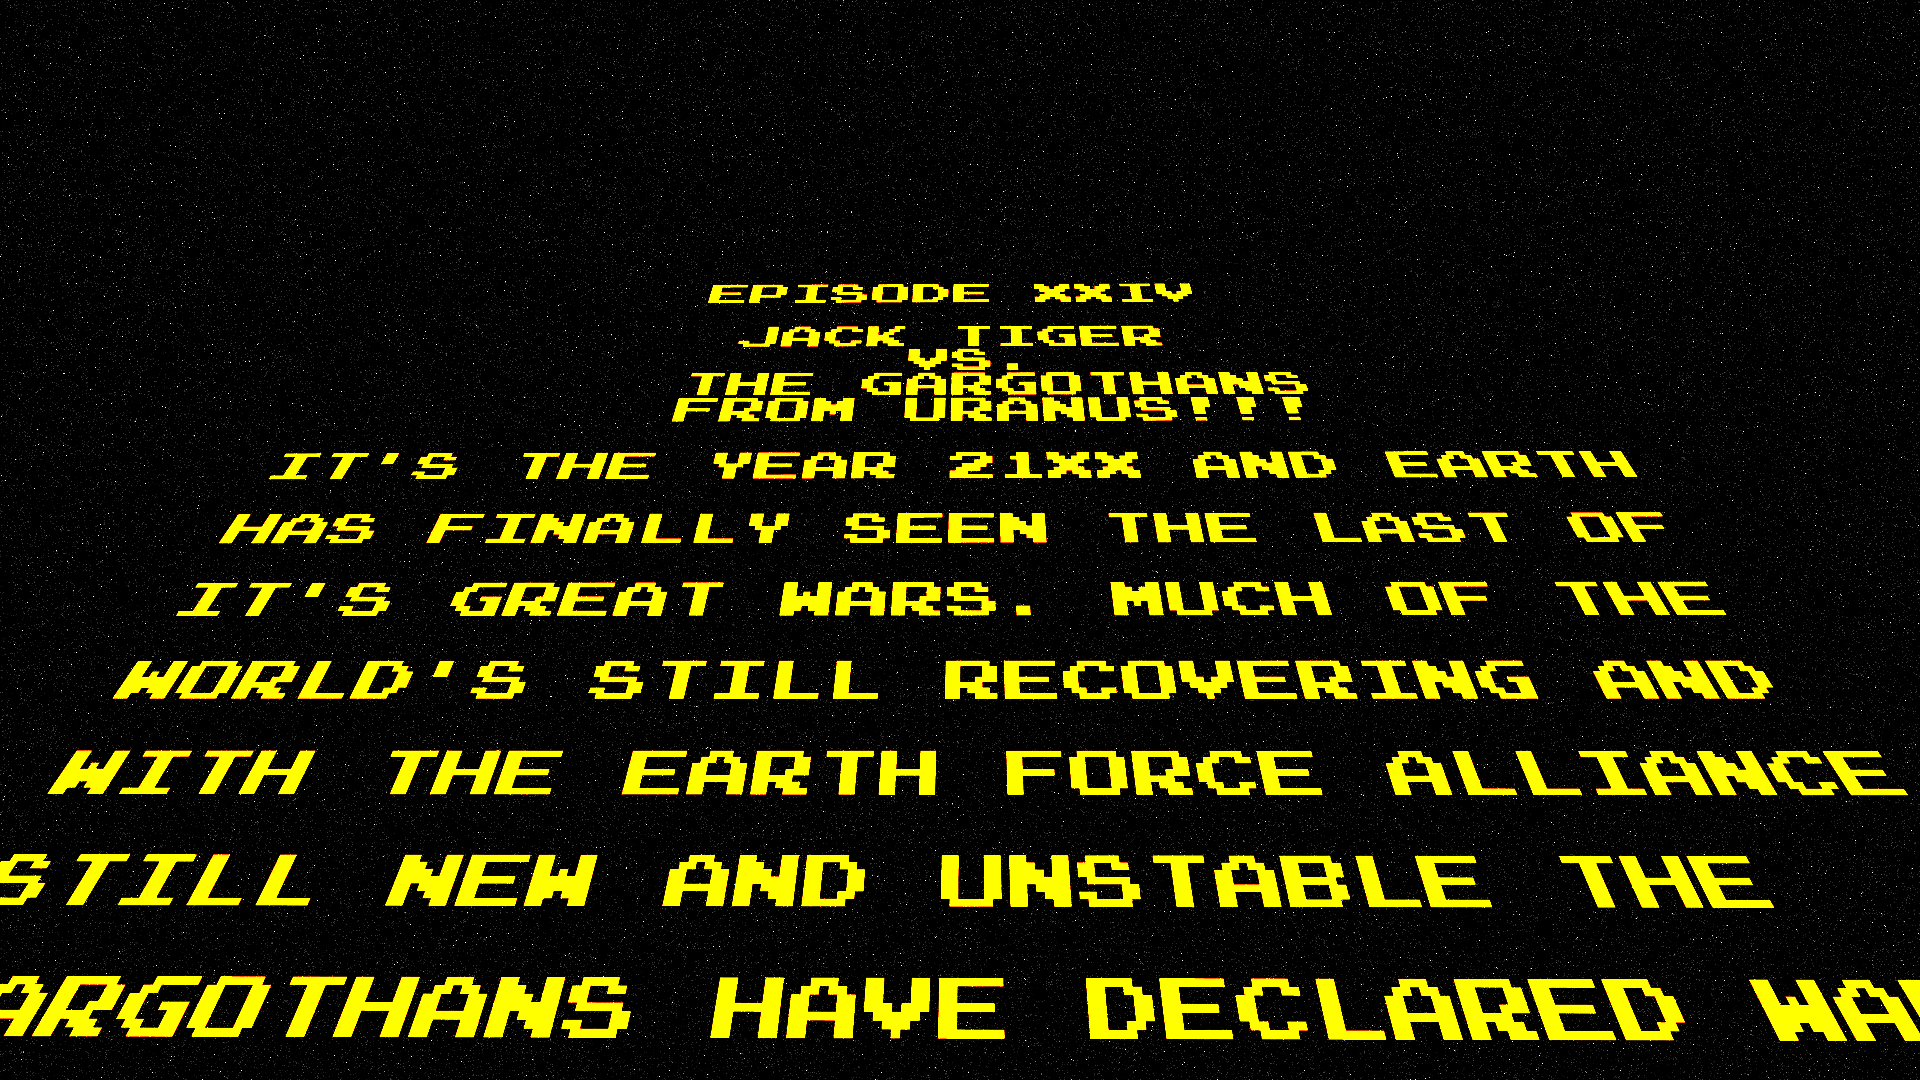 EPISODE XXIV
JACK TIGER
VS.
THE GARGOTHANS
FROM URANUS!!!
IT'S THE YEAR 21XX AND EARTH
HAS FINALLY SEEN THE LAST OF
IT'S GREAT WARS. MUCH OF THE
WORLD'S STILL RECOVERING AND
WITH THE EARTH FORCE ALLIANCE
STILL NEW AND UNSTABLE THE
ARGOTHANS HAVE DECLARED WA